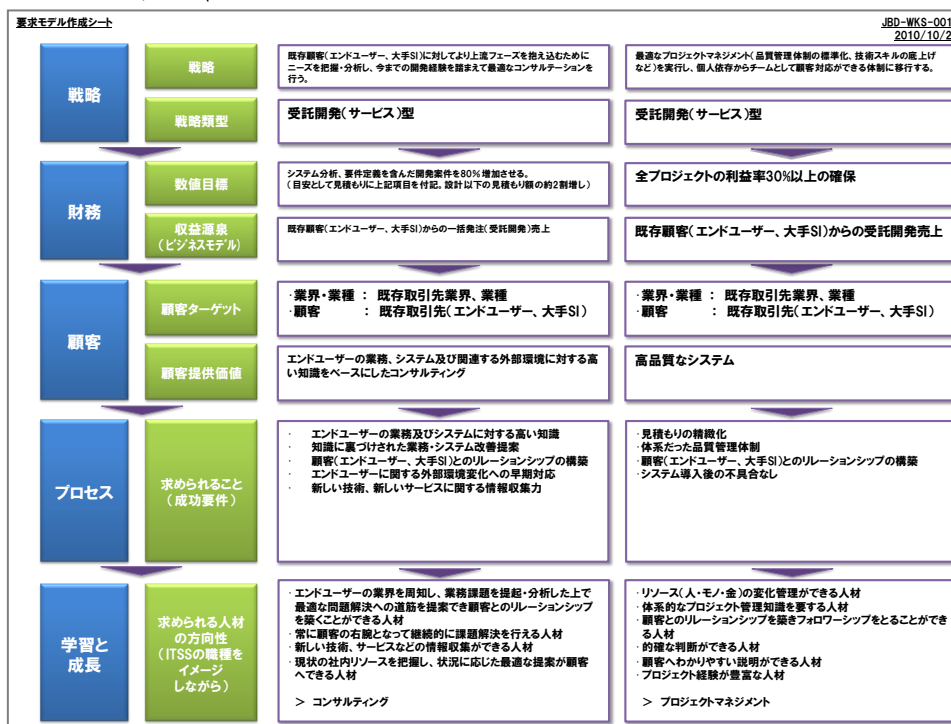 要求モデル作成シート
JBD-WKS-001
2010/10/2
戦略
戦略
既存顧客(エンドユーザー、大手SI)に対してより上流フェーズを抱え込むために
ニーズを把握・分析し、今までの開発経験を踏まえて最適なコンサルテーションを
行う。
最適なプロジェクトマネジメント(品質管理体制の標準化、技術スキルの底上げ
など)を実行し、個人依存からチームとして顧客対応ができる体制に移行する。
戦略類型
受託開発(サービス)型
受託開発(サービス)型
財務
数値目標
システム分析、要件定義を含んだ開発案件を80%増加させる。
(目安として見積もりに上記項目を付記。設計以下の見積もり額の約2割増し)
全プロジェクトの利益率30%以上の確保
収益源泉
(ビジネスモデル)
既存顧客(エンドユーザー、大手SI)からの一括発注(受託開発)売上
既存顧客(エンドユーザー、大手SI)からの受託開発売上
顧客
顧客ターゲット
・業界・業種 : 既存取引先業界、業種
・顧客 : 既存取引先(エンドユーザー、大手SI)
・業界・業種 : 既存取引先業界、業種
・顧客 : 既存取引先(エンドユーザー、大手SI)
顧客提供価値
エンドユーザーの業務、システム及び関連する外部環境に対する高
い知識をベースにしたコンサルティング
高品質なシステム
プロセス
求められること
(成功要件)
・ エンドユーザーの業務及びシステムに対する高い知識
・ 知識に裏づけされた業務・システム改善提案
・ 顧客(エンドユーザー、大手SI)とのリレーションシップの構築
・ エンドユーザーに関する外部環境変化への早期対応
・ 新しい技術、新しいサービスに関する情報収集力
・見積もりの精緻化
・体系だった品質管理体制
・顧客(エンドユーザー、大手SI)とのリレーションシップの構築
・システム導入後の不具合なし
学習と
成長
求められる人材
の方向性
(ITSSの職種を
イメージ
しながら)
・エンドユーザーの業界を周知し、業務課題を提起・分析した上で
最適な問題解決への道筋を提案でき顧客とのリレーションシップ
を築くことができる人材
・常に顧客の右腕となって継続的に課題解決を行える人材
・新しい技術、サービスなどの情報収集ができる人材
・現状の社内リソースを把握し、状況に応じた最適な提案が顧客
へできる人材
> コンサルティング
・リソース(人・モノ・金)の変化管理ができる人材
・体系的なプロジェクト管理知識を要する人材
・顧客とのリレーションシップを築きフォロワーシップをとることができ
る人材
・的確な判断ができる人材
・顧客へわかりやすい説明ができる人材
・プロジェクト経験が豊富な人材
> プロジェクトマネジメント